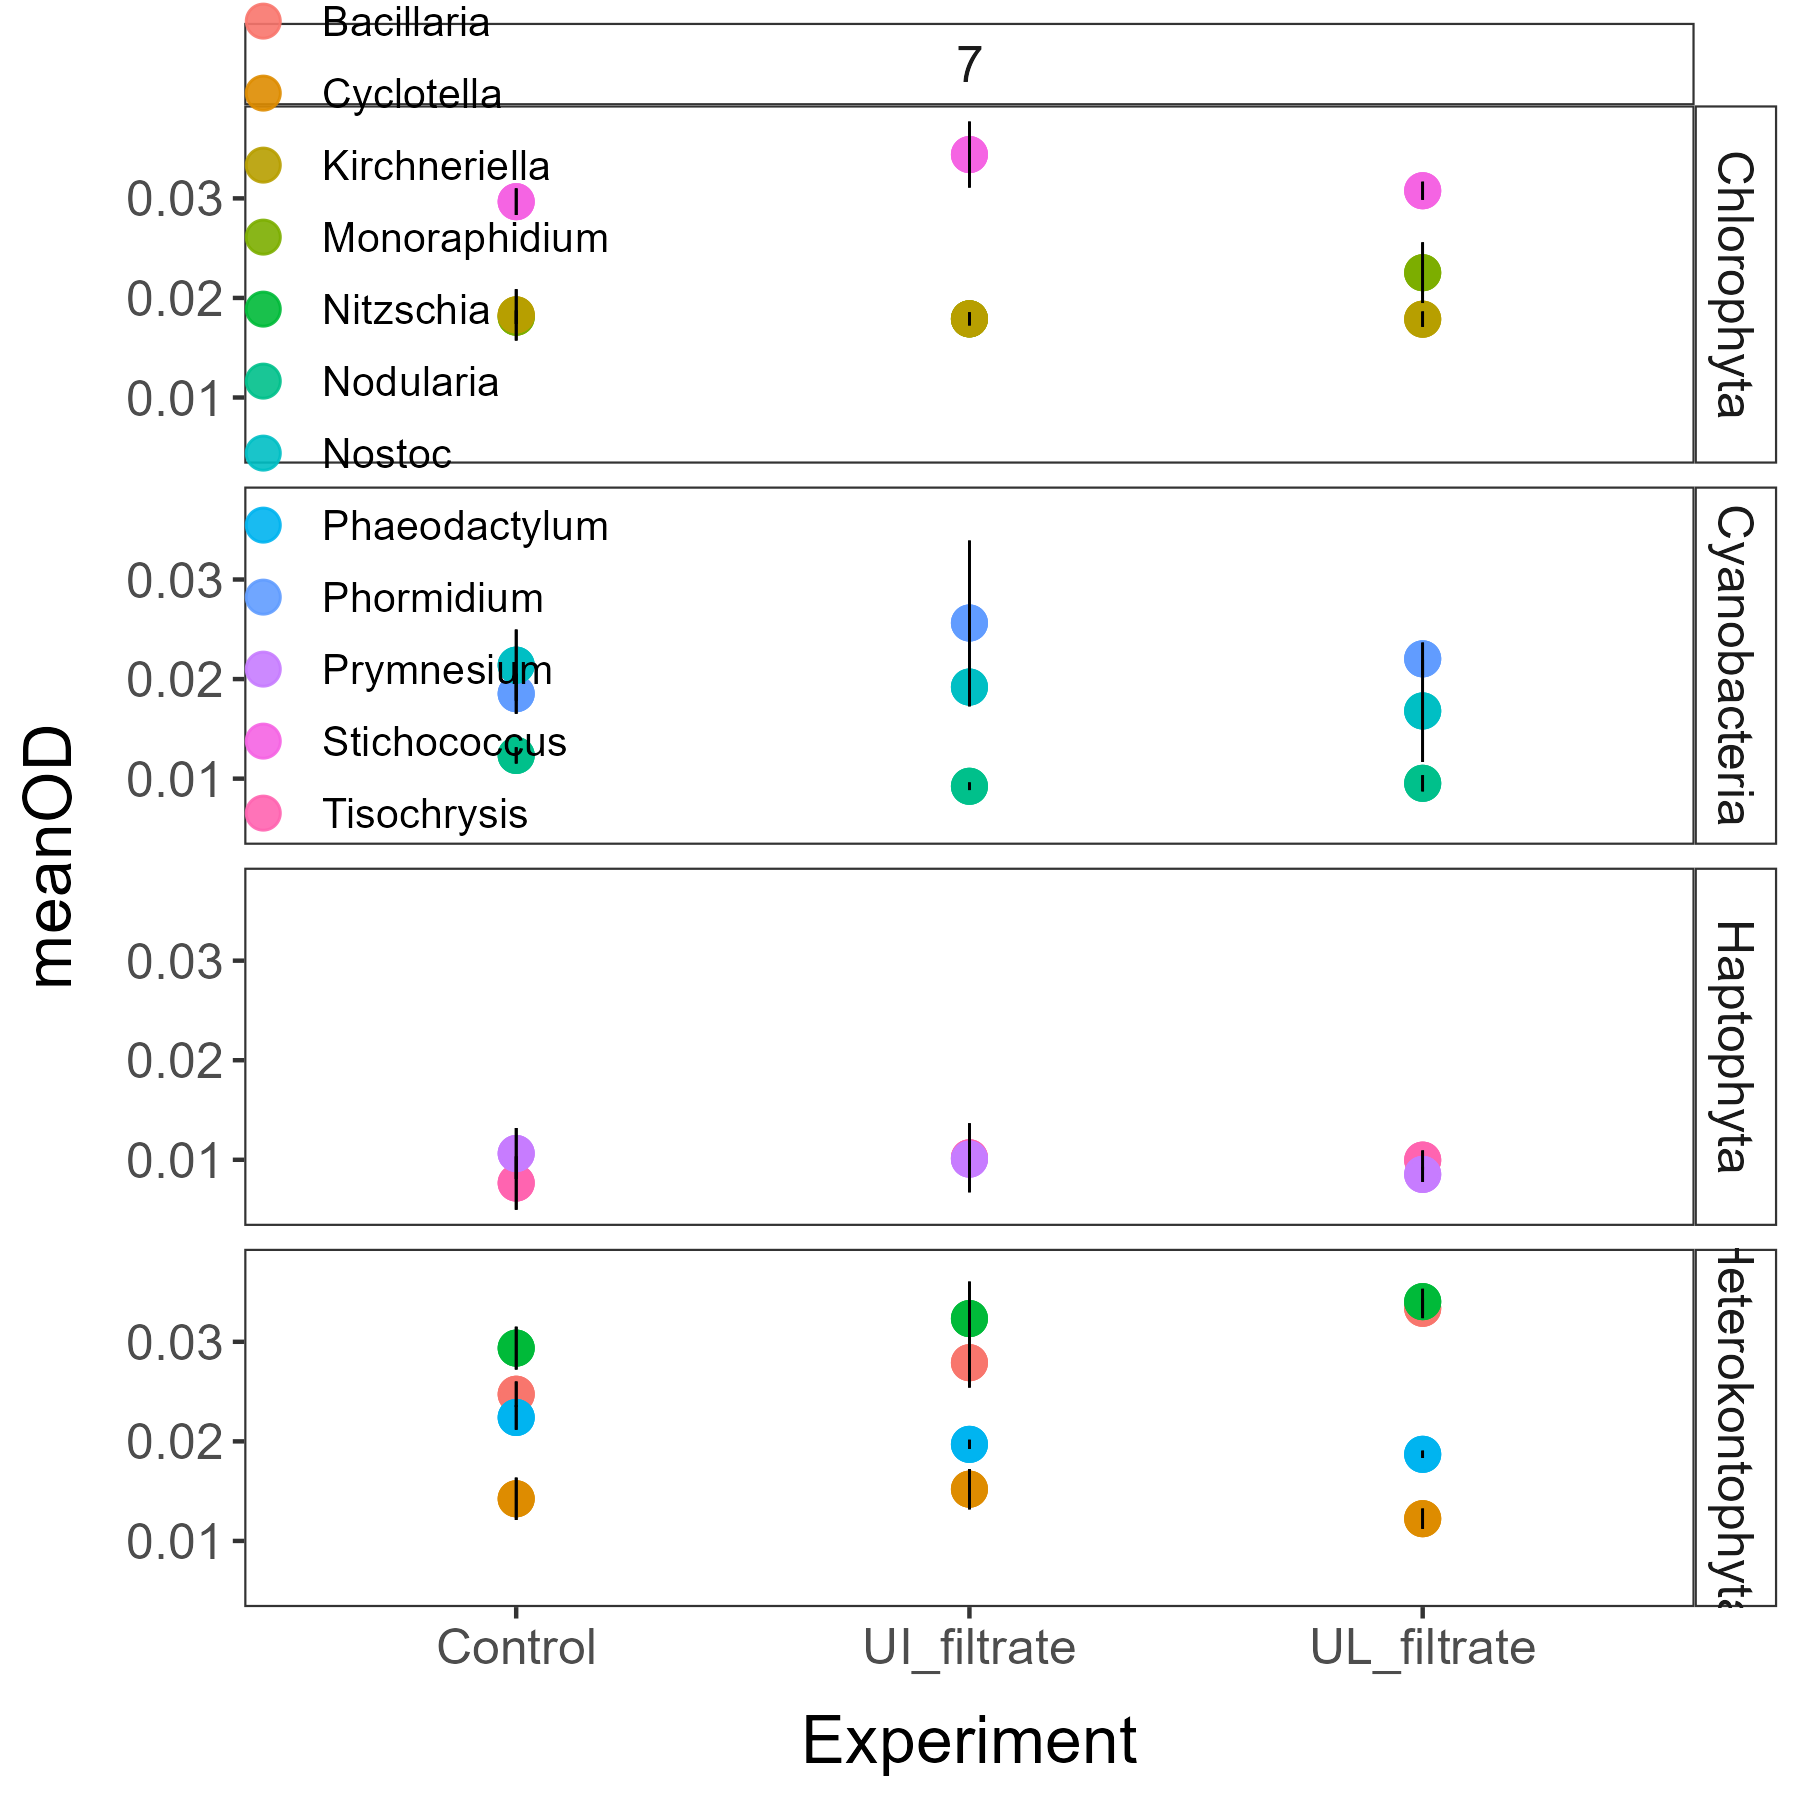 Bacillaria
7
Cyclotella
Kirchneriella
Monoraphidium
Nitzschia
Nodularia
Nostoc
Phaeodactylum
Phormidium
Prymnesium
Stichococcus
Tisochrysis
0.03
0.02
0.01
Chlorophyta
0.03
0.02
0.01
Cyanobacteria
0.03
0.02
0.01
Haptophyta
0.03
0.02
0.01
Heterokontophyta
meanOD
Control
UI_filtrate
UL_filtrate
Experiment